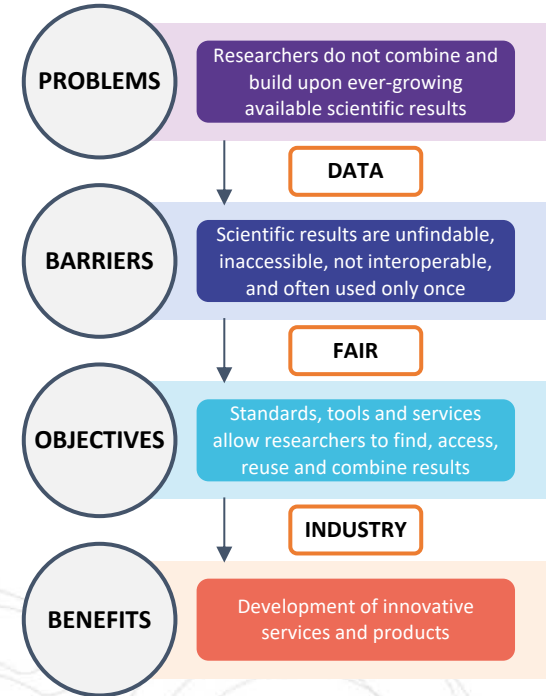 PROBLEMS
Researchers do not combine and
build upon ever-growing
available scientific results
DATA
BARRIERS
Scientific results are unfindable,
inaccessible, not interoperable,
and often used only once
FAIR
OBJECTIVES
Standards, tools and services
allow researchers to find, access,
reuse and combine results
INDUSTRY
BENEFITS
Development of innovative
services and products